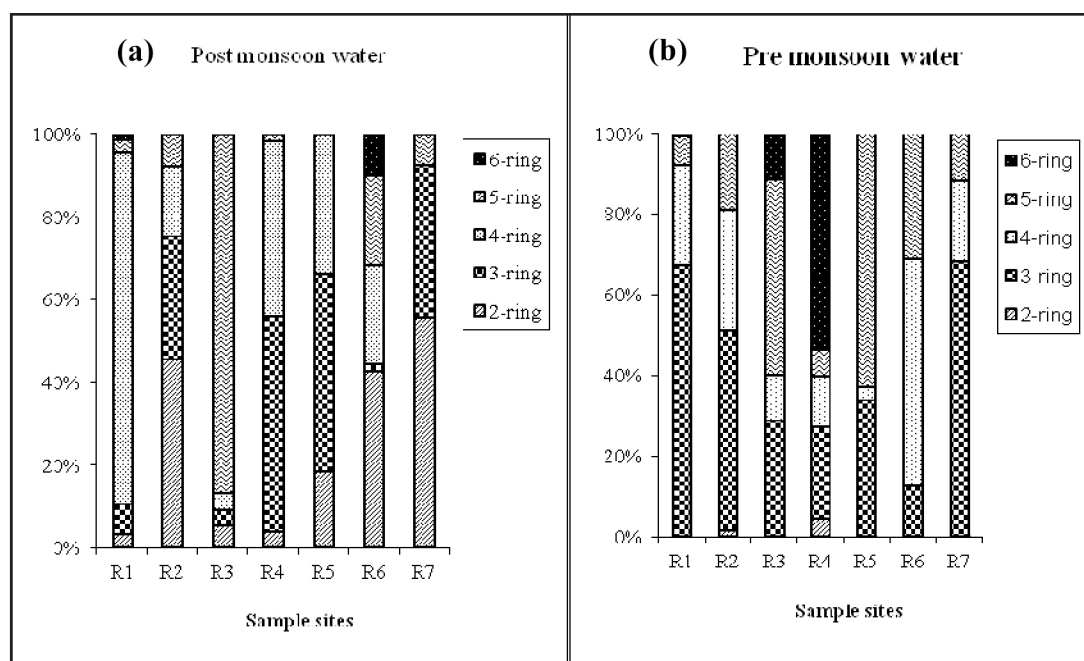 (a) Post monsoon water
100%
80%
60%
40%
20%
0%
R1 R2 R3 R4 R5 R6 R7
Sample sites
6-ring
5-ring
4-ring
3-ring
2-ring
(b) Pre monsoon water
100%
80%
60%
40%
20%
0%
R1 R2 R3 R4 R5 R6 R7
Sample sites
6-ring
5-ring
4-ring
3 ring
2-ring